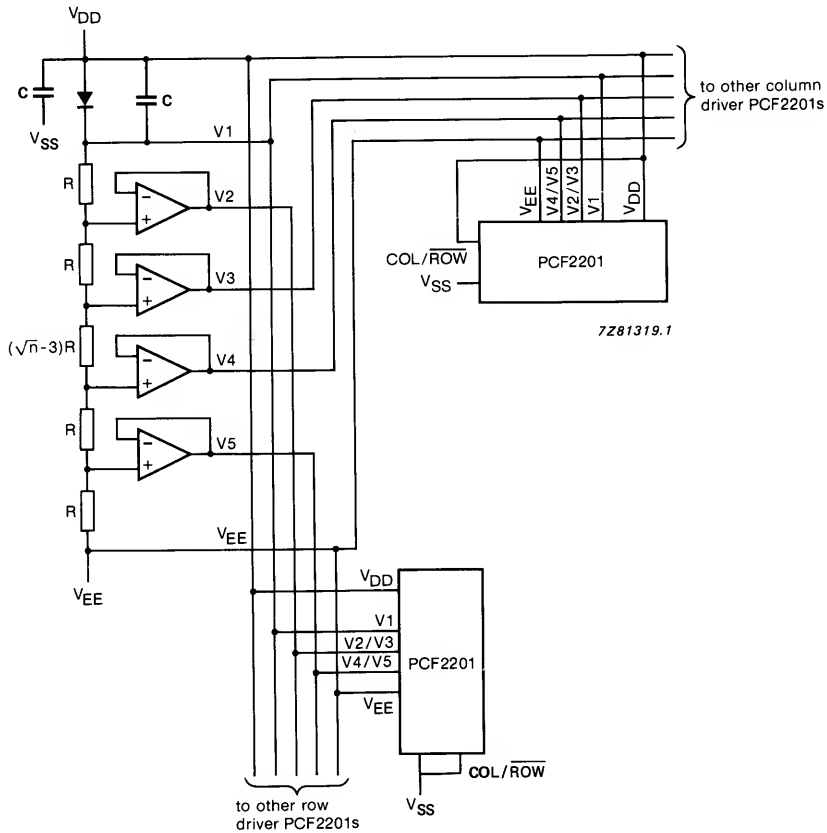 V_DD
C
C
V_SS
V1
R
−
+
V2
R
−
+
V3
(√n-3)R
−
+
V4
R
−
+
V5
R
V_EE
V_EE
to other column
driver PCF2201s
V_EE
V4/V5
V2/V3
V1
V_DD
COL/R̅O̅W̅
V_SS
PCF2201
7Z81319.1
V_DD
V1
V2/V3
V4/V5
V_EE
PCF2201
COL/R̅O̅W̅
V_SS
to other row
driver PCF2201s